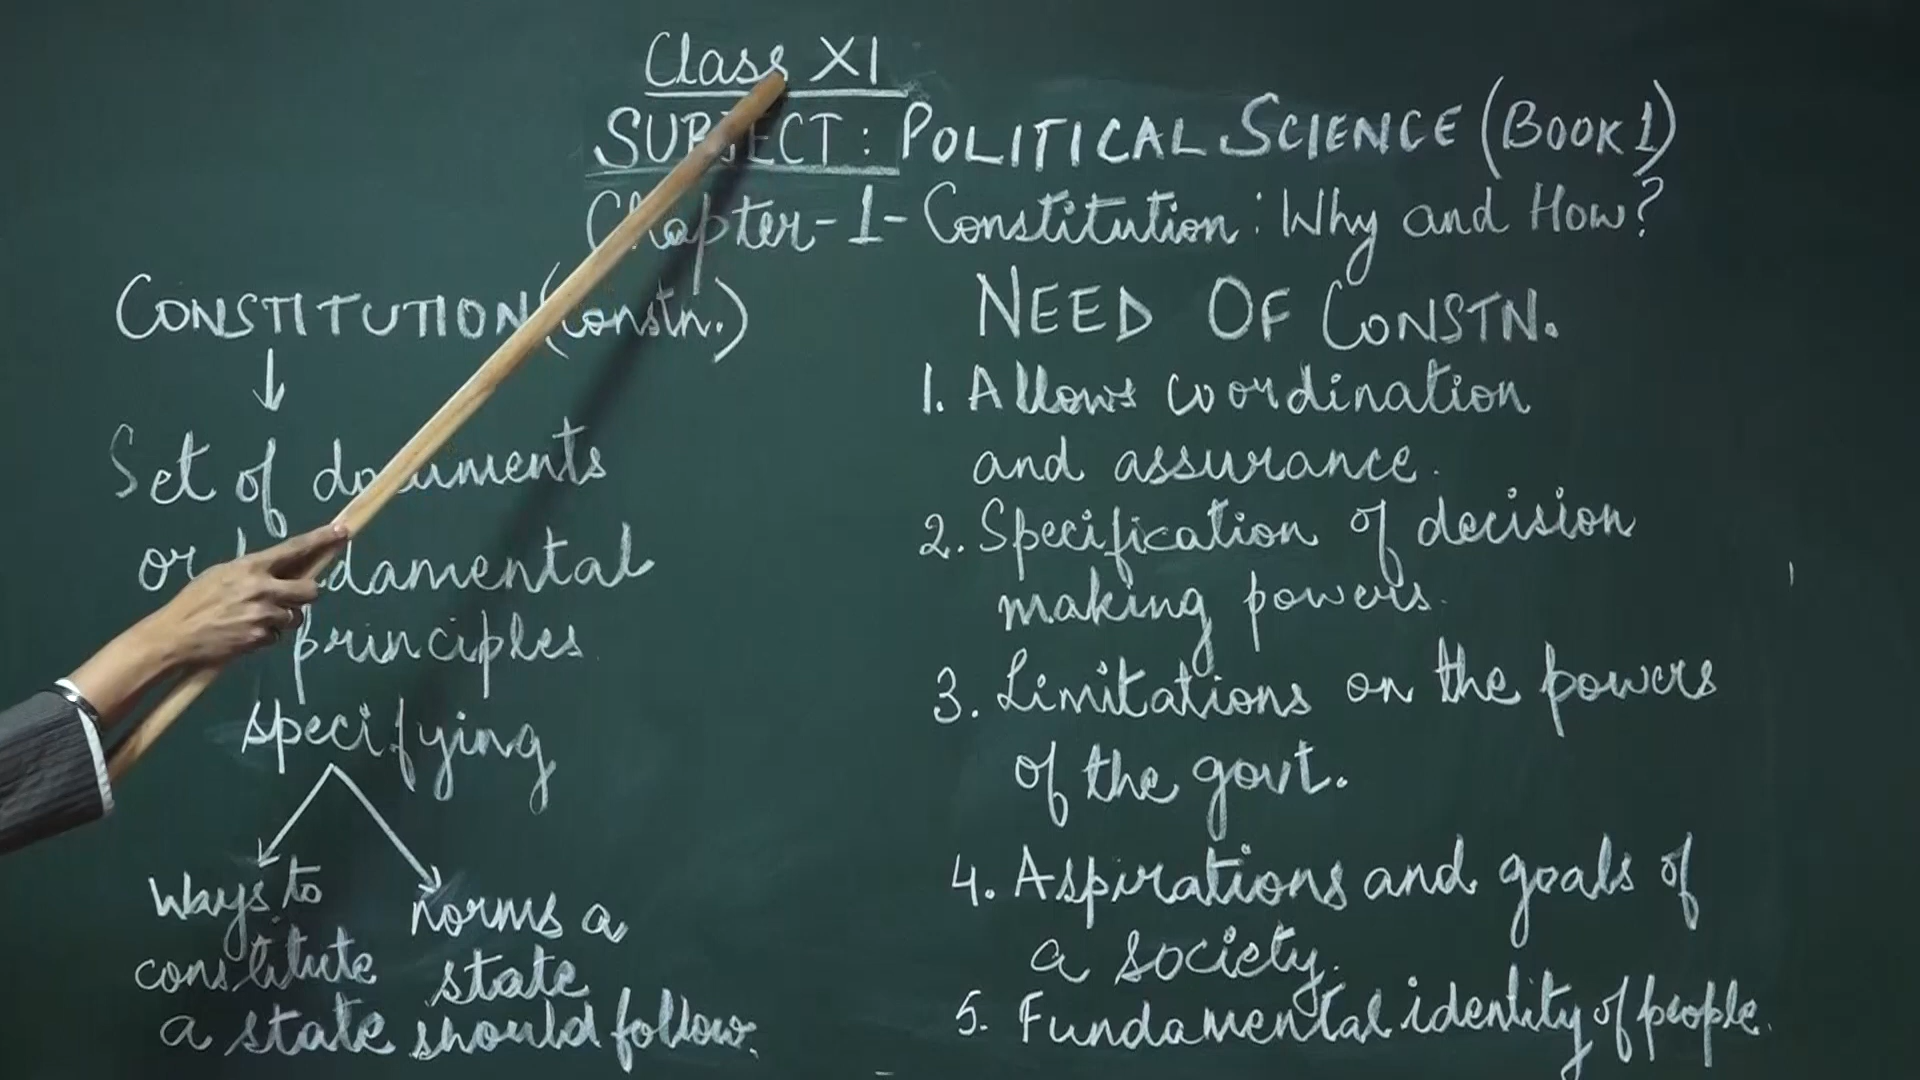 Class XI
SUBJECT: POLITICAL SCIENCE (BOOK 1)
Chapter-1-Constitution: Why and How?
CONSTITUTION (constn.)
Set of documents
or fundamental
principles
specifying
Ways to
constitute
a state
norms a
state
should follow.
NEED OF CONSTN.
1. Allows coordination
and assurance.
2. Specification of decision
making powers.
3. Limitations on the powers
of the govt.
4. Aspirations and goals of
a society.
5. Fundamental identity of people.